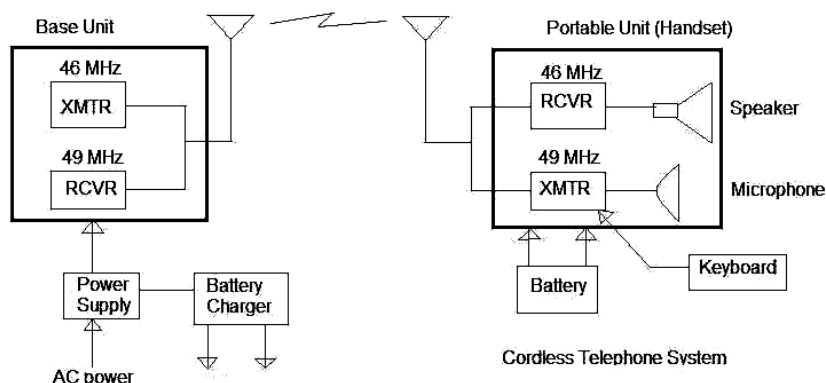 Base Unit
46 MHz
XMTR
49 MHz
RCVR
Power
Supply
Battery
Charger
AC power
Portable Unit (Handset)
46 MHz
RCVR
Speaker
49 MHz
XMTR
Microphone
Battery
Keyboard
Cordless Telephone System